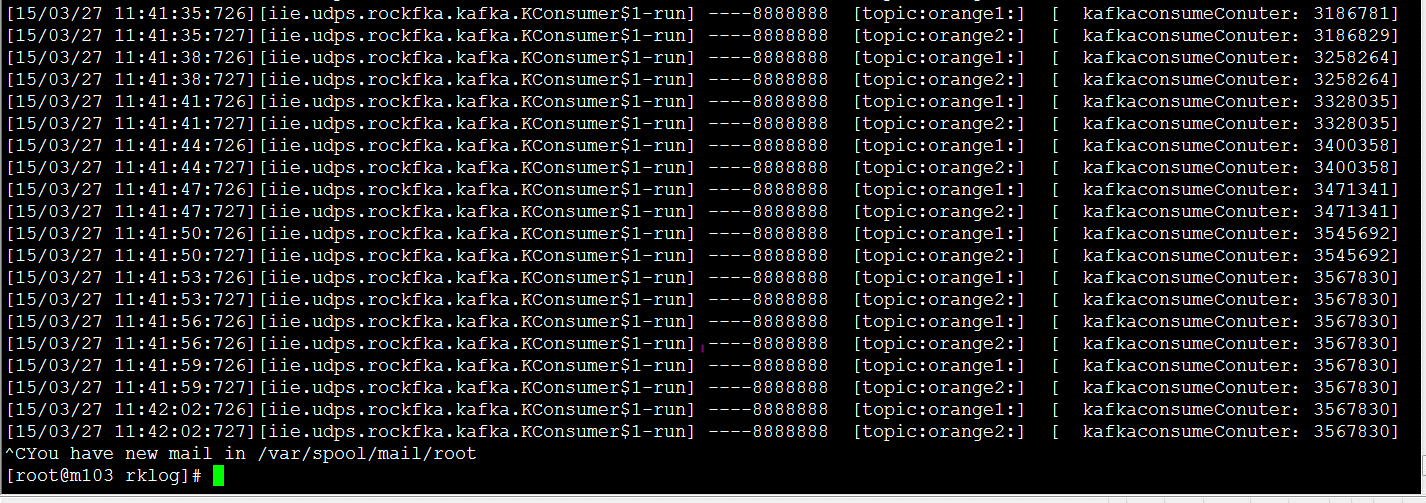 [15/03/27 11:41:35:726][iie.udps.rockfka.kafka.KConsumer$1-run] ----8888888  [topic:orange1:]  [  kafkaconsumeConuter：3186781]
[15/03/27 11:41:35:727][iie.udps.rockfka.kafka.KConsumer$1-run] ----8888888  [topic:orange2:]  [  kafkaconsumeConuter：3186829]
[15/03/27 11:41:38:726][iie.udps.rockfka.kafka.KConsumer$1-run] ----8888888  [topic:orange1:]  [  kafkaconsumeConuter：3258264]
[15/03/27 11:41:38:727][iie.udps.rockfka.kafka.KConsumer$1-run] ----8888888  [topic:orange2:]  [  kafkaconsumeConuter：3258264]
[15/03/27 11:41:41:726][iie.udps.rockfka.kafka.KConsumer$1-run] ----8888888  [topic:orange1:]  [  kafkaconsumeConuter：3328035]
[15/03/27 11:41:41:727][iie.udps.rockfka.kafka.KConsumer$1-run] ----8888888  [topic:orange2:]  [  kafkaconsumeConuter：3328035]
[15/03/27 11:41:44:726][iie.udps.rockfka.kafka.KConsumer$1-run] ----8888888  [topic:orange1:]  [  kafkaconsumeConuter：3400358]
[15/03/27 11:41:44:727][iie.udps.rockfka.kafka.KConsumer$1-run] ----8888888  [topic:orange2:]  [  kafkaconsumeConuter：3400358]
[15/03/27 11:41:47:726][iie.udps.rockfka.kafka.KConsumer$1-run] ----8888888  [topic:orange1:]  [  kafkaconsumeConuter：3471341]
[15/03/27 11:41:47:727][iie.udps.rockfka.kafka.KConsumer$1-run] ----8888888  [topic:orange2:]  [  kafkaconsumeConuter：3471341]
[15/03/27 11:41:50:726][iie.udps.rockfka.kafka.KConsumer$1-run] ----8888888  [topic:orange1:]  [  kafkaconsumeConuter：3545692]
[15/03/27 11:41:50:727][iie.udps.rockfka.kafka.KConsumer$1-run] ----8888888  [topic:orange2:]  [  kafkaconsumeConuter：3545692]
[15/03/27 11:41:53:726][iie.udps.rockfka.kafka.KConsumer$1-run] ----8888888  [topic:orange1:]  [  kafkaconsumeConuter：3567830]
[15/03/27 11:41:53:727][iie.udps.rockfka.kafka.KConsumer$1-run] ----8888888  [topic:orange2:]  [  kafkaconsumeConuter：3567830]
[15/03/27 11:41:56:726][iie.udps.rockfka.kafka.KConsumer$1-run] ----8888888  [topic:orange1:]  [  kafkaconsumeConuter：3567830]
[15/03/27 11:41:56:726][iie.udps.rockfka.kafka.KConsumer$1-run] ----8888888  [topic:orange2:]  [  kafkaconsumeConuter：3567830]
[15/03/27 11:41:59:726][iie.udps.rockfka.kafka.KConsumer$1-run] ----8888888  [topic:orange1:]  [  kafkaconsumeConuter：3567830]
[15/03/27 11:41:59:727][iie.udps.rockfka.kafka.KConsumer$1-run] ----8888888  [topic:orange2:]  [  kafkaconsumeConuter：3567830]
[15/03/27 11:42:02:726][iie.udps.rockfka.kafka.KConsumer$1-run] ----8888888  [topic:orange1:]  [  kafkaconsumeConuter：3567830]
[15/03/27 11:42:02:727][iie.udps.rockfka.kafka.KConsumer$1-run] ----8888888  [topic:orange2:]  [  kafkaconsumeConuter：3567830]
^CYou have new mail in /var/spool/mail/root
[root@m103 rklog]#